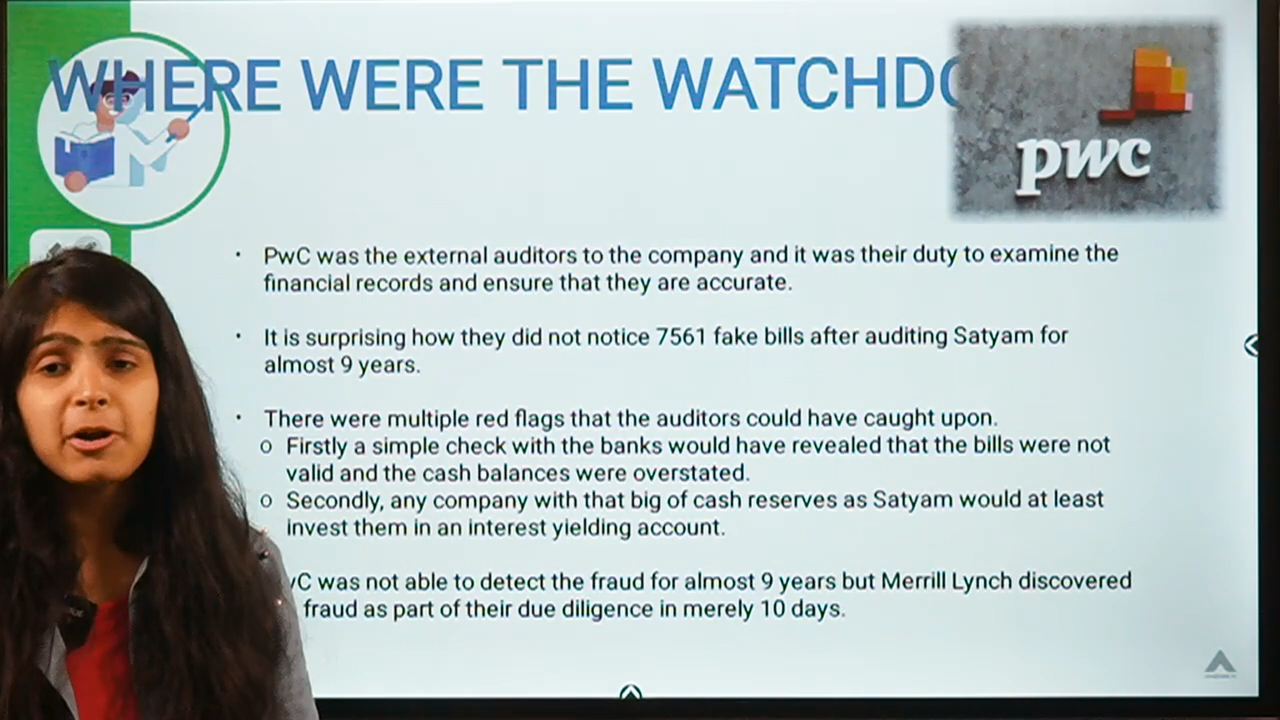 WHERE WERE THE
pwc
PwC was the external auditors to the company and it was their duty to examine the
financial records and ensure that they are accurate.
It is surprising how they did not notice 7561 fake bills after auditing Satyam for
almost 9 years.
There were multiple red flags that the auditors could have caught upon.
o Firstly a simple check with the banks would have revealed that the bills were not
valid and the cash balances were overstated.
o Secondly, any company with that big of cash reserves as Satyam would at least
invest them in an interest yielding account.
was not able to detect the fraud for almost 9 years but Merrill Lynch discovered
fraud as part of their due diligence in merely 10 days.